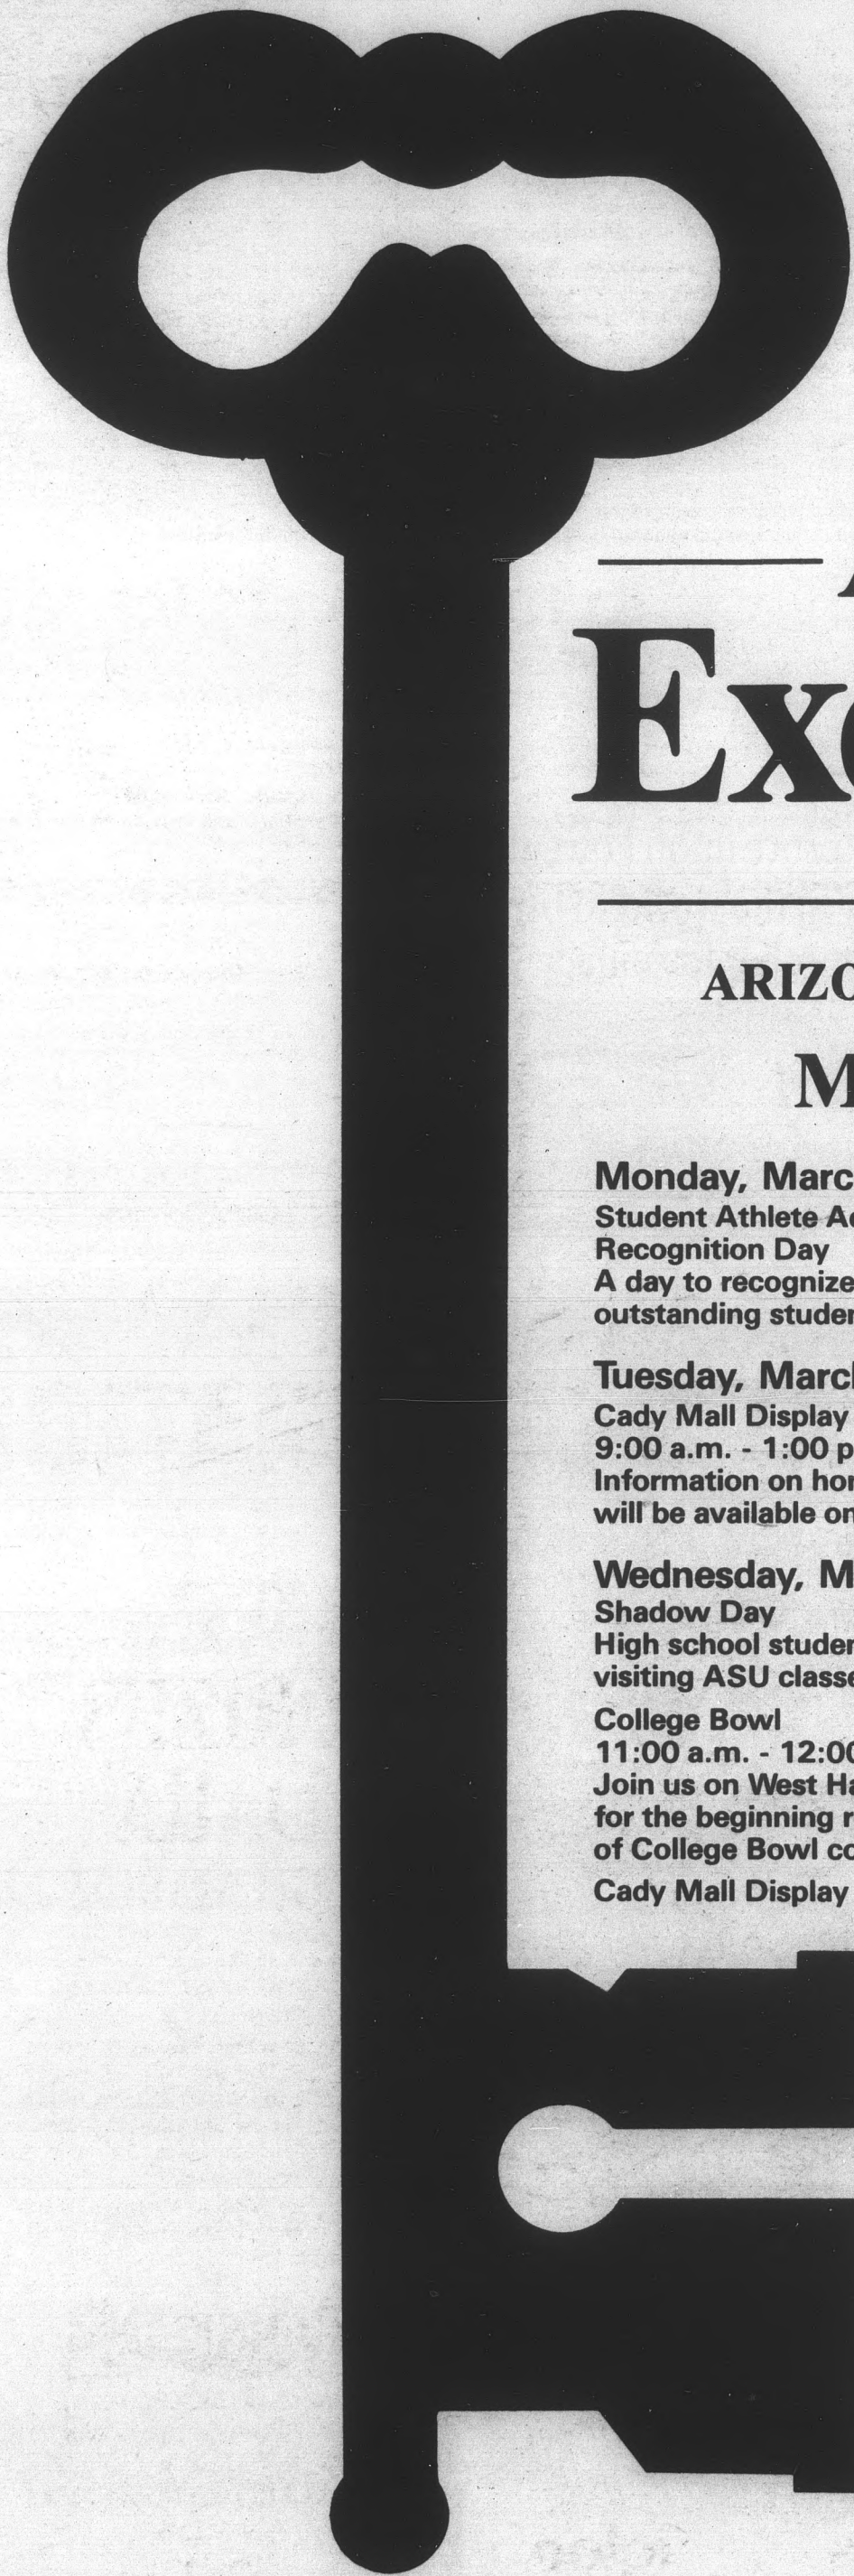 A
Exc
ARIZO
M
Monday, Marc
Student Athlete Ac
Recognition Day
A day to recognize
outstanding studen
Tuesday, March
Cady Mall Display
9:00 a.m. - 1:00 p
Information on hon
will be available on
Wednesday, M
Shadow Day
High school studen
visiting ASU classe
College Bowl
11:00 a.m. - 12:00
Join us on West Ha
for the beginning r
of College Bowl co
Cady Mall Display